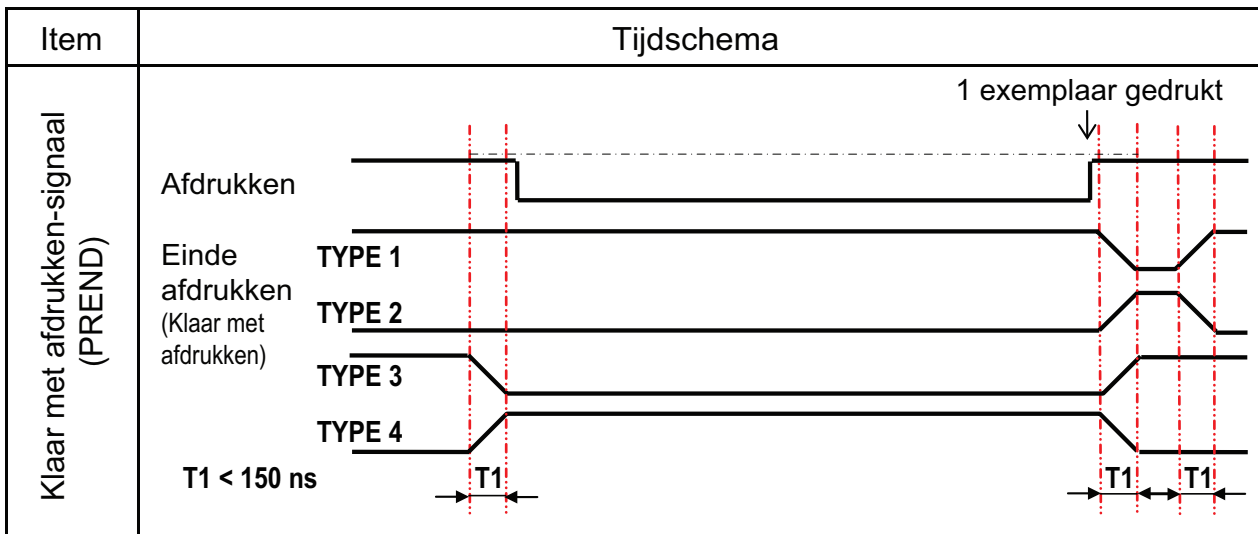 Item
Tijdschema
Klaar met afdrukken-signaal
(PREND)
1 exemplaar gedrukt
Afdrukken
Einde
afdrukken
(Klaar met
afdrukken)
TYPE 1
TYPE 2
TYPE 3
TYPE 4
T1 < 150 ns
T1
T1
T1